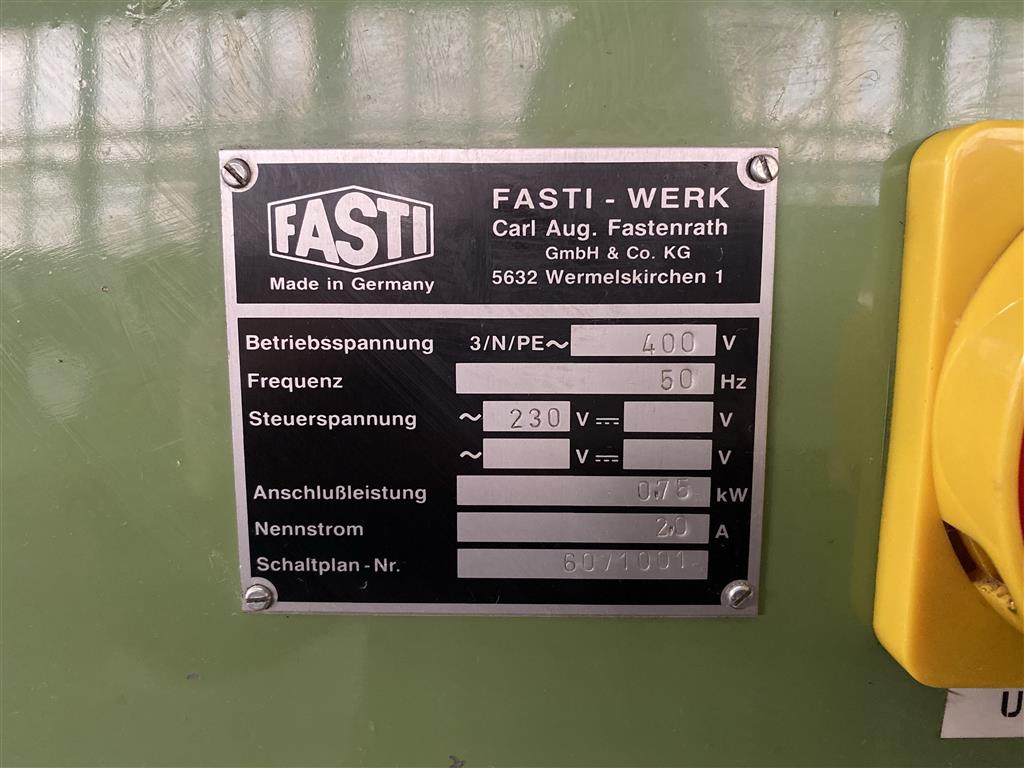 FASTI
Made in Germany
FASTI - WERK
Carl Aug. Fastenrath
GmbH & Co. KG
5632 Wermelskirchen 1
Betriebsspannung 3/N/PE~ 400 V
Frequenz 50 Hz
Steuerspannung ~ 230 V ⎓ V
~ V ⎓ V
Anschlußleistung 0,75 kW
Nennstrom 2,0 A
Schaltplan-Nr. 6071001
U